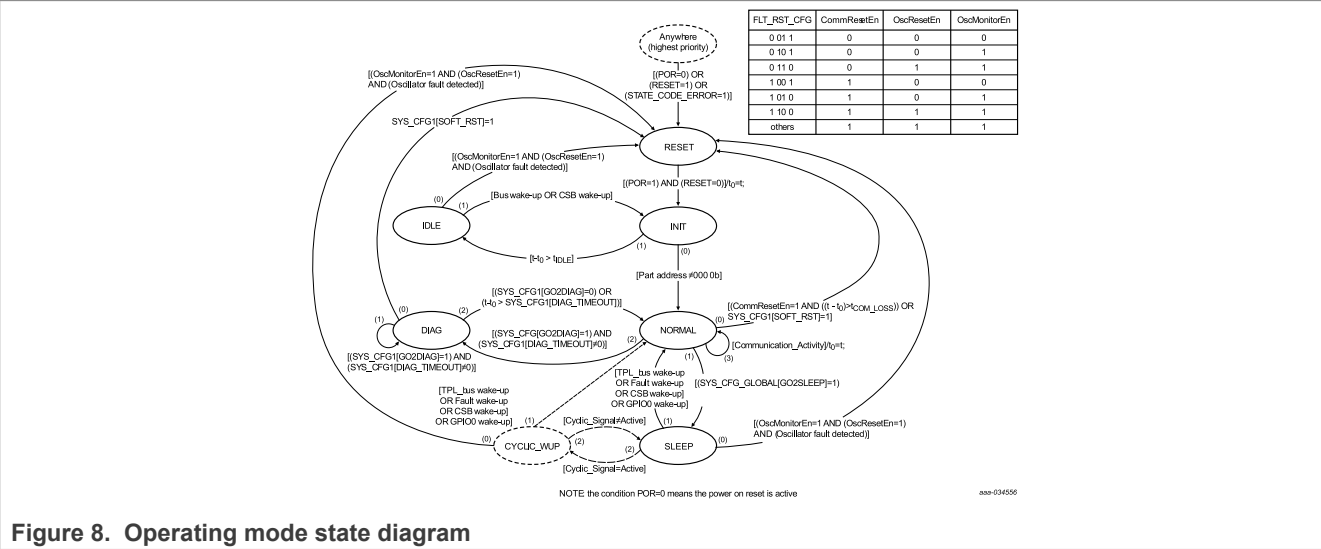 Anywhere
(highest priority)
[(POR=0) OR
(RESET=1) OR
(STATE_CODE_ERROR=1)]
FLT_RST_CFG CommResetEn OscResetEn OscMonitorEn
0 01 1 0 0 0
0 10 1 0 0 1
0 11 0 0 1 1
1 00 1 1 0 0
1 01 0 1 0 1
1 10 0 1 1 1
others 1 1 1
[(OscMonitorEn=1 AND (OscResetEn=1)
AND (Oscillator fault detected)]
SYS_CFG1[SOFT_RST]=1
RESET
[(OscMonitorEn=1 AND (OscResetEn=1)
AND (Oscillator fault detected)]
[(POR=1) AND (RESET=0)]/t0=t;
(0)
(1)
[Bus wake-up OR CSB wake-up]
IDLE
INIT
(1)
(0)
[t-t0 > tIDLE]
[Part address ≠000 0b]
[(SYS_CFG1[GO2DIAG]=0) OR
(t-t0 > SYS_CFG1[DIAG_TIMEOUT])]
[(CommResetEn=1 AND ((t - t0)>tCOM_LOSS)) OR
SYS_CFG1[SOFT_RST]=1]
(0)
(2)
(1)
DIAG
NORMAL
(0)
[(SYS_CFG[GO2DIAG]=1) AND
(SYS_CFG1[DIAG_TIMEOUT≠0)]
(2)
(1)
(3)
[Communication_Activity]/t0=t;
[(SYS_CFG1[GO2DIAG]=1) AND
(SYS_CFG1[DIAG_TIMEOUT≠0)]
[TPL_bus wake-up
OR Fault wake-up
OR CSB wake-up]
OR GPIO0 wake-up]
[(SYS_CFG_GLOBAL[GO2SLEEP]=1)
[TPL_bus wake-up
OR Fault wake-up
OR CSB wake-up]
OR GPIO0 wake-up]
(1)
[Cyclic_Signal≠Active]
(1)
[(OscMonitorEn=1 AND (OscResetEn=1)
AND (Oscillator fault detected)]
(0)
CYCLIC_WUP
(2)
(2)
SLEEP
(0)
[Cyclic_Signal=Active]
NOTE the condition POR=0 means the power on reset is active
aaa-034556
Figure 8. Operating mode state diagram